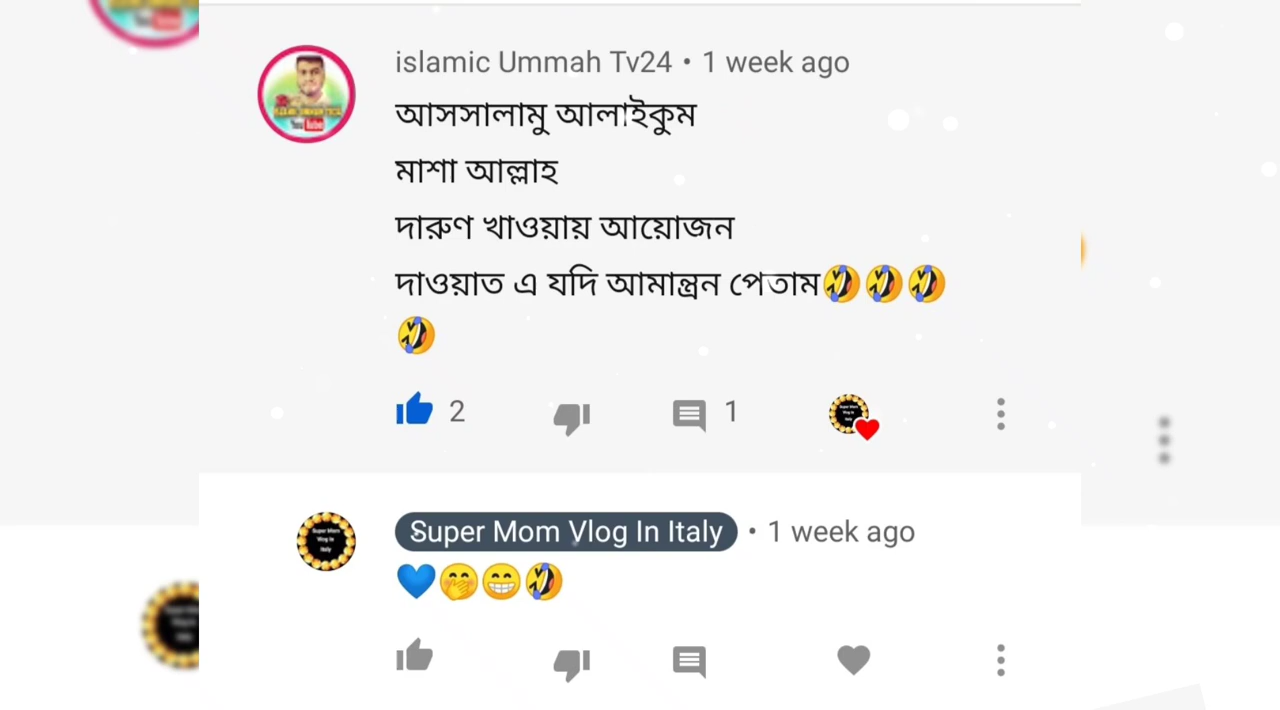 islamic Ummah Tv24 • 1 week ago
আসসালামু আলাইকুম
মাশা আল্লাহ
দারুণ খাওয়ায় আয়োজন
দাওয়াত এ যদি আমান্ত্রন পেতাম🤣🤣🤣
🤣
2
1
Super Mom Vlog In Italy • 1 week ago
💙🤭😁🤣